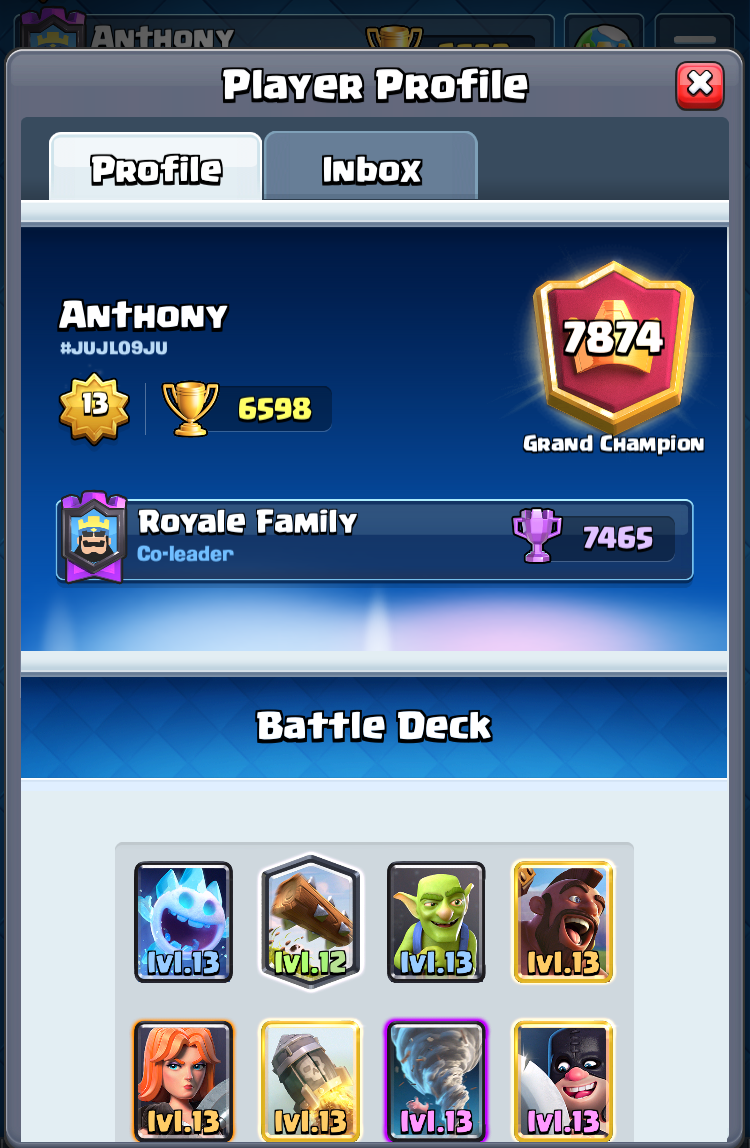 Anthony
Player Profile
Profile
Inbox
Anthony
#JUJL09JU
13
6598
7874
Grand Champion
Royale Family
Co-leader
7465
Battle Deck
lvl.13
lvl.12
lvl.13
lvl.13
lvl.13
lvl.13
lvl.13
lvl.13